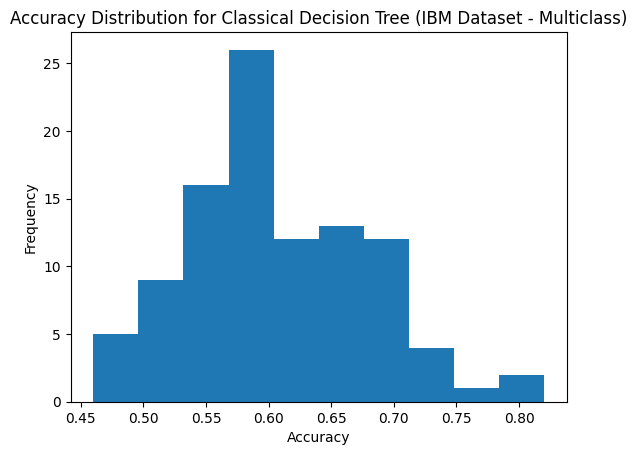 Accuracy Distribution for Classical Decision Tree (IBM Dataset - Multiclass)
25
20
15
10
5
0
Frequency
0.45 0.50 0.55 0.60 0.65 0.70 0.75 0.80
Accuracy